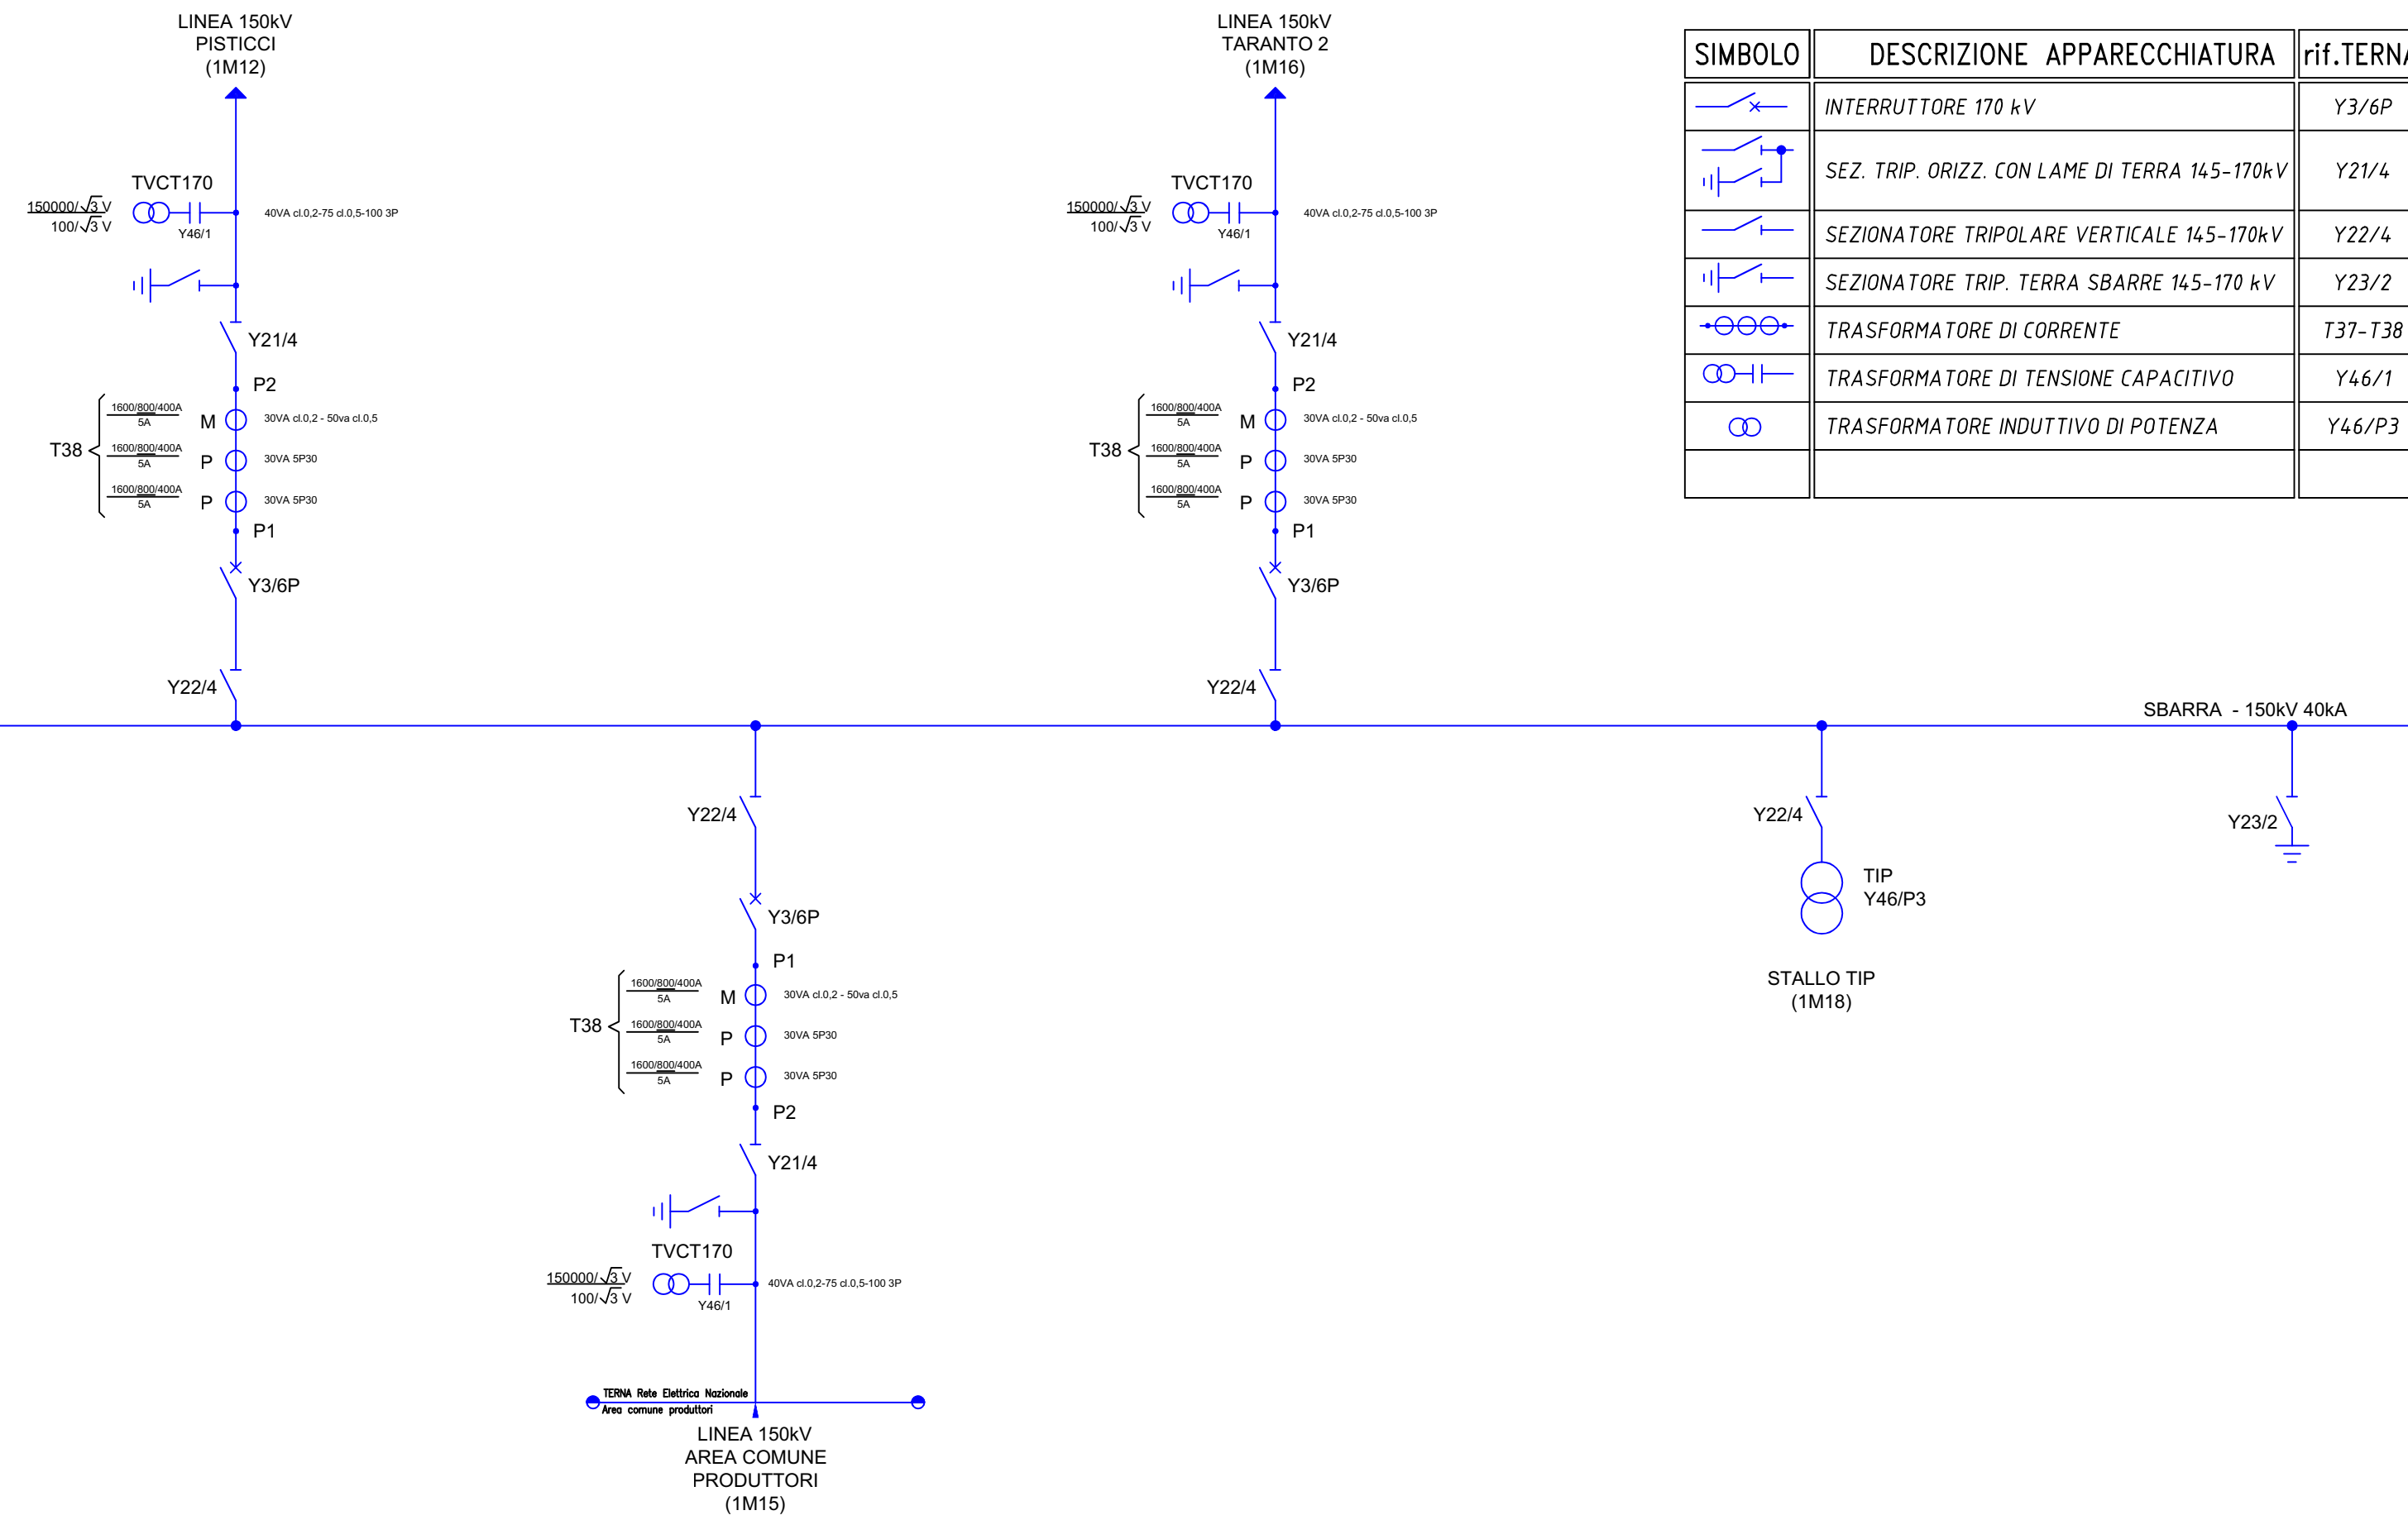 LINEA 150kV
PISTICCI
(1M12)
TVCT170
150000/√3 V
100/√3 V
Y46/1
40VA cl.0,2-75 cl.0,5-100 3P
Y21/4
P2
T38
1600/800/400A
5A
M
30VA cl.0,2 - 50va cl.0,5
1600/800/400A
5A
P
30VA 5P30
1600/800/400A
5A
P
30VA 5P30
P1
Y3/6P
Y22/4
LINEA 150kV
TARANTO 2
(1M16)
TVCT170
150000/√3 V
100/√3 V
Y46/1
40VA cl.0,2-75 cl.0,5-100 3P
Y21/4
P2
T38
1600/800/400A
5A
M
30VA cl.0,2 - 50va cl.0,5
1600/800/400A
5A
P
30VA 5P30
1600/800/400A
5A
P
30VA 5P30
P1
Y3/6P
Y22/4
SIMBOLO DESCRIZIONE APPARECCHIATURA rif.TERNA
INTERRUTTORE 170 kV Y3/6P
SEZ. TRIP. ORIZZ. CON LAME DI TERRA 145-170kV Y21/4
SEZIONATORE TRIPOLARE VERTICALE 145-170kV Y22/4
SEZIONATORE TRIP. TERRA SBARRE 145-170 kV Y23/2
TRASFORMATORE DI CORRENTE T37-T38
TRASFORMATORE DI TENSIONE CAPACITIVO Y46/1
TRASFORMATORE INDUTTIVO DI POTENZA Y46/P3
SBARRA - 150kV 40kA
Y22/4
Y3/6P
P1
T38
1600/800/400A
5A
M
30VA cl.0,2 - 50va cl.0,5
1600/800/400A
5A
P
30VA 5P30
1600/800/400A
5A
P
30VA 5P30
P2
Y21/4
TVCT170
150000/√3 V
100/√3 V
Y46/1
40VA cl.0,2-75 cl.0,5-100 3P
TERNA Rete Elettrica Nazionale
Area comune produttori
LINEA 150kV
AREA COMUNE
PRODUTTORI
(1M15)
Y22/4
TIP
Y46/P3
STALLO TIP
(1M18)
Y23/2